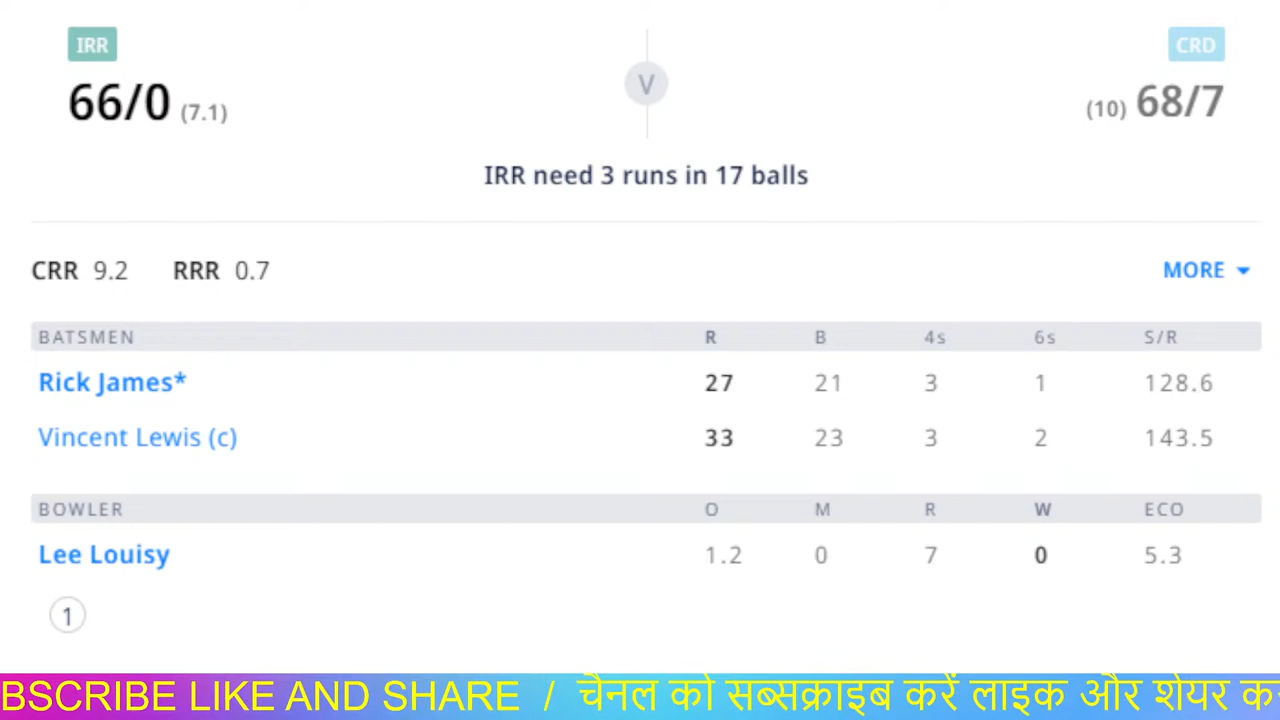 IRR
CRD
66/0 (7.1)
V
(10) 68/7
IRR need 3 runs in 17 balls
CRR 9.2 RRR 0.7
MORE
BATSMEN R B 4s 6s S/R
Rick James* 27 21 3 1 128.6
Vincent Lewis (c) 33 23 3 2 143.5
BOWLER O M R W ECO
Lee Louisy 1.2 0 7 0 5.3
1
BSCRIBE LIKE AND SHARE / चैनल को सब्सक्राइब करें लाइक और शेयर कर